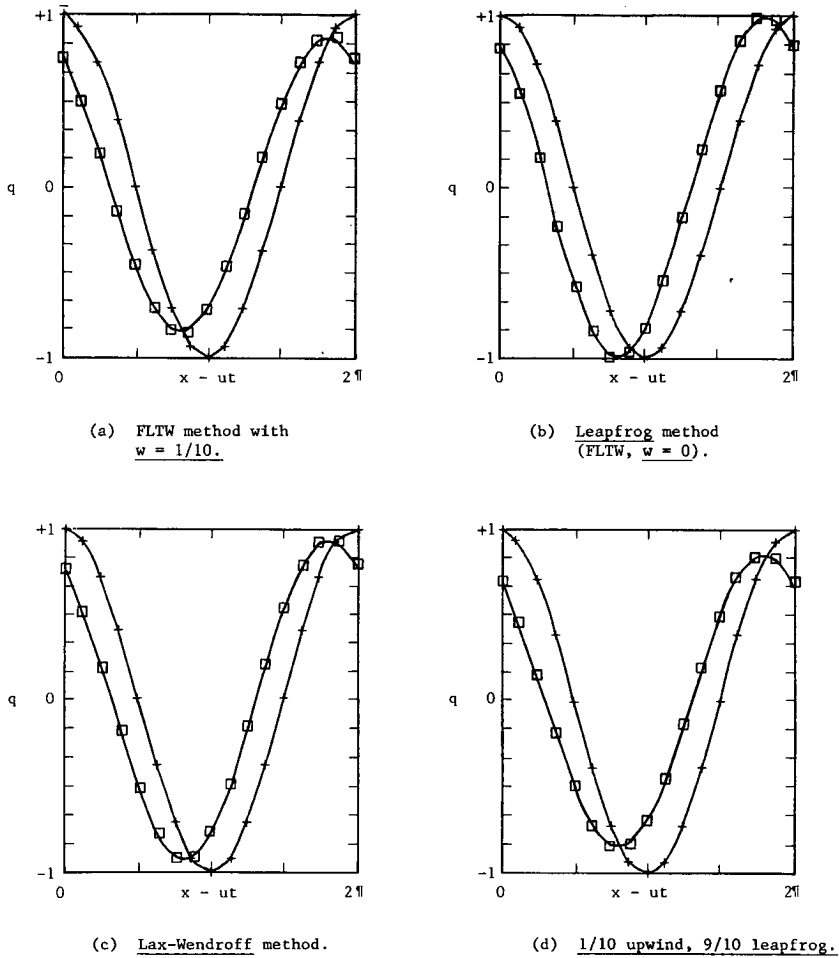 +1
q
0
-1
0
x - ut
2¶
(a) FLTW method with
w = 1/10.
+1
q
0
-1
0
x - ut
2¶
(b) Leapfrog method
(FLTW, w = 0).
+1
q
0
-1
0
x - ut
2¶
(c) Lax-Wendroff method.
+1
q
0
-1
0
x - ut
2¶
(d) 1/10 upwind, 9/10 leapfrog.